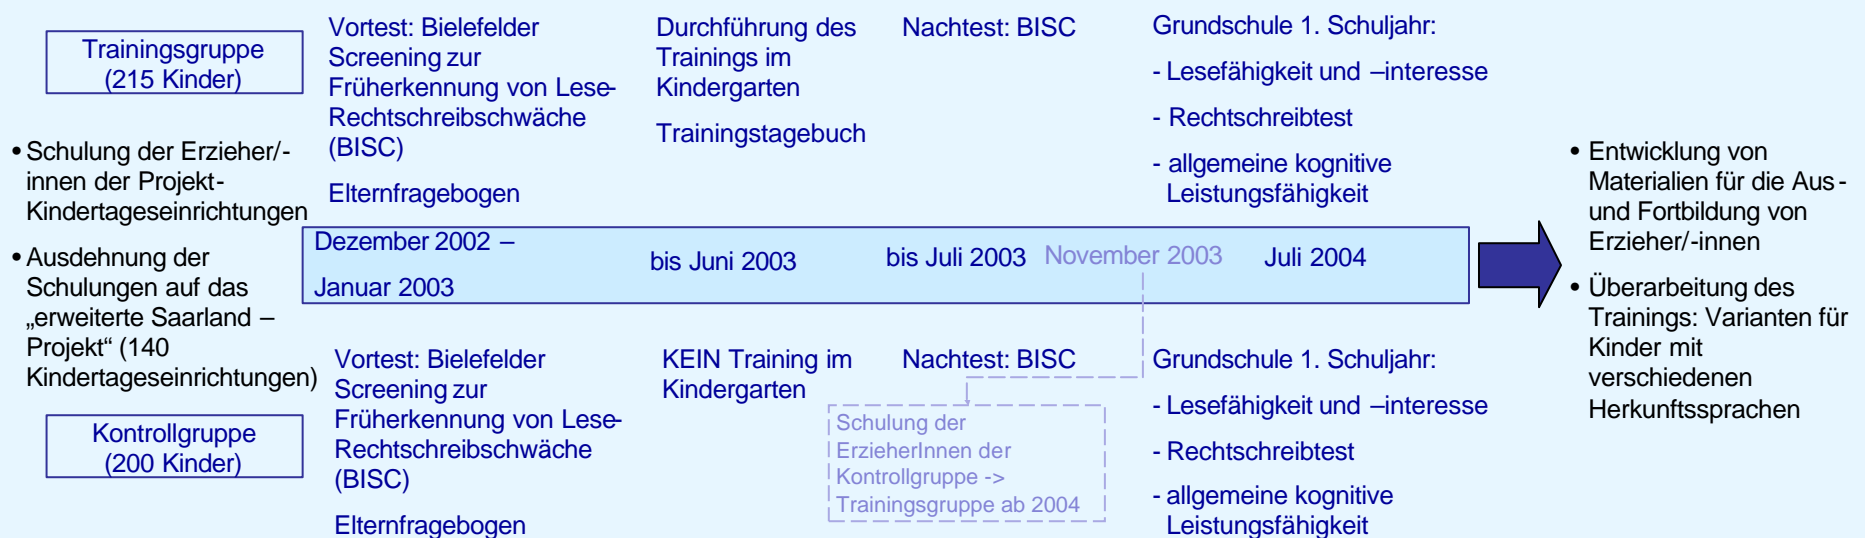 Trainingsgruppe
(215 Kinder)
Vortest: Bielefelder
Screening zur
Früherkennung von Lese-
Rechtschreibschwäche
(BISC)
Elternfragebogen
Durchführung des
Trainings im
Kindergarten
Trainingstagebuch
Nachtest: BISC
Grundschule 1. Schuljahr:
- Lesefähigkeit und –interesse
- Rechtschreibtest
- allgemeine kognitive
Leistungsfähigkeit
• Schulung der Erzieher/-
innen der Projekt-
Kindertageseinrichtungen
• Ausdehnung der
Schulungen auf das
„erweiterte Saarland –
Projekt“ (140
Kindertageseinrichtungen)
Dezember 2002 –
Januar 2003
bis Juni 2003
bis Juli 2003
November 2003
Juli 2004
• Entwicklung von
Materialien für die Aus-
und Fortbildung von
Erzieher/-innen
• Überarbeitung des
Trainings: Varianten für
Kinder mit
verschiedenen
Herkunftssprachen
Kontrollgruppe
(200 Kinder)
Vortest: Bielefelder
Screening zur
Früherkennung von Lese-
Rechtschreibschwäche
(BISC)
Elternfragebogen
KEIN Training im
Kindergarten
Nachtest: BISC
Schulung der
ErzieherInnen der
Kontrollgruppe ->
Trainingsgruppe ab 2004
Grundschule 1. Schuljahr:
- Lesefähigkeit und –interesse
- Rechtschreibtest
- allgemeine kognitive
Leistungsfähigkeit